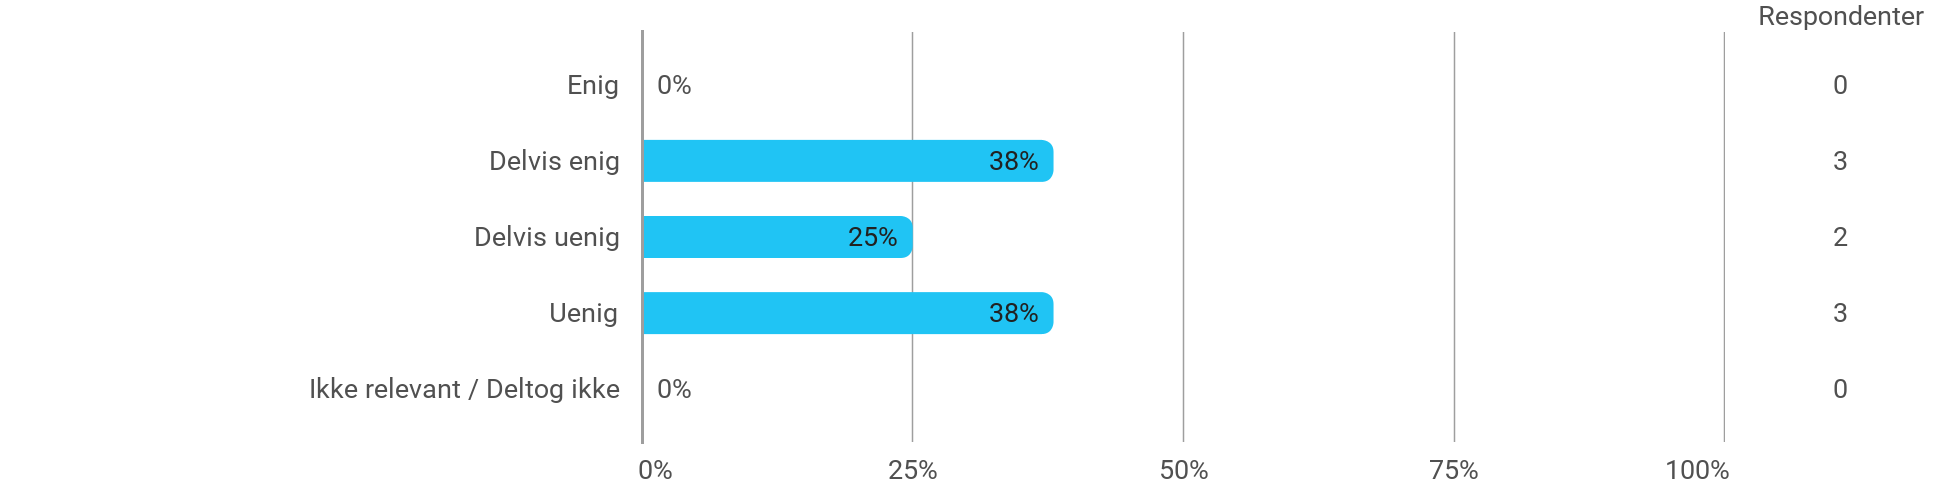 Respondenter
Enig 0% 0
Delvis enig 38% 3
Delvis uenig 25% 2
Uenig 38% 3
Ikke relevant / Deltog ikke 0% 0
0% 25% 50% 75% 100%